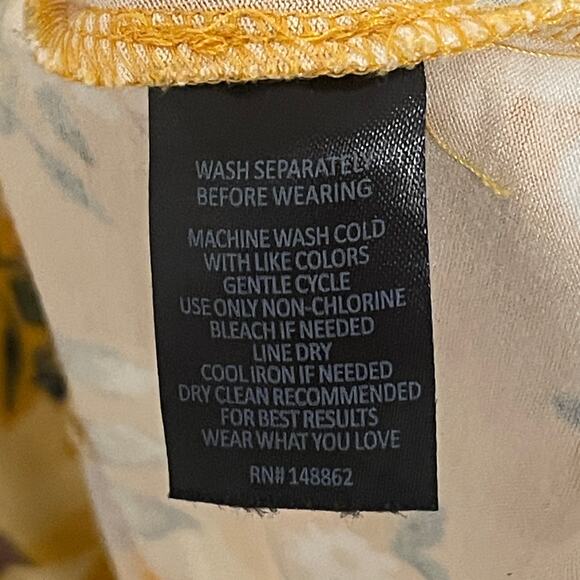 WASH SEPARATELY
BEFORE WEARING
MACHINE WASH COLD
WITH LIKE COLORS
GENTLE CYCLE
USE ONLY NON-CHLORINE
BLEACH IF NEEDED
LINE DRY
COOL IRON IF NEEDED
DRY CLEAN RECOMMENDED
FOR BEST RESULTS
WEAR WHAT YOU LOVE
RN# 148862